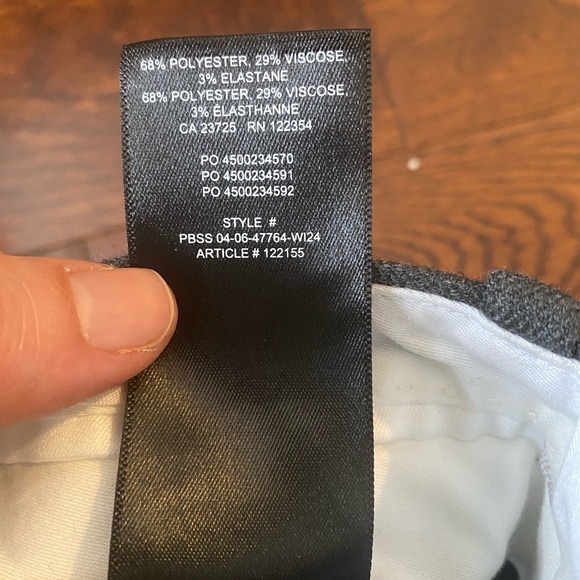 68% POLYESTER, 29% VISCOSE,
3% ELASTANE
68% POLYESTER, 29% VISCOSE,
3% ÉLASTHANNE
CA 23725 RN 122354
PO 4500234570
PO 4500234591
PO 4500234592
STYLE #
PBSS 04-06-47764-WI24
ARTICLE # 122155